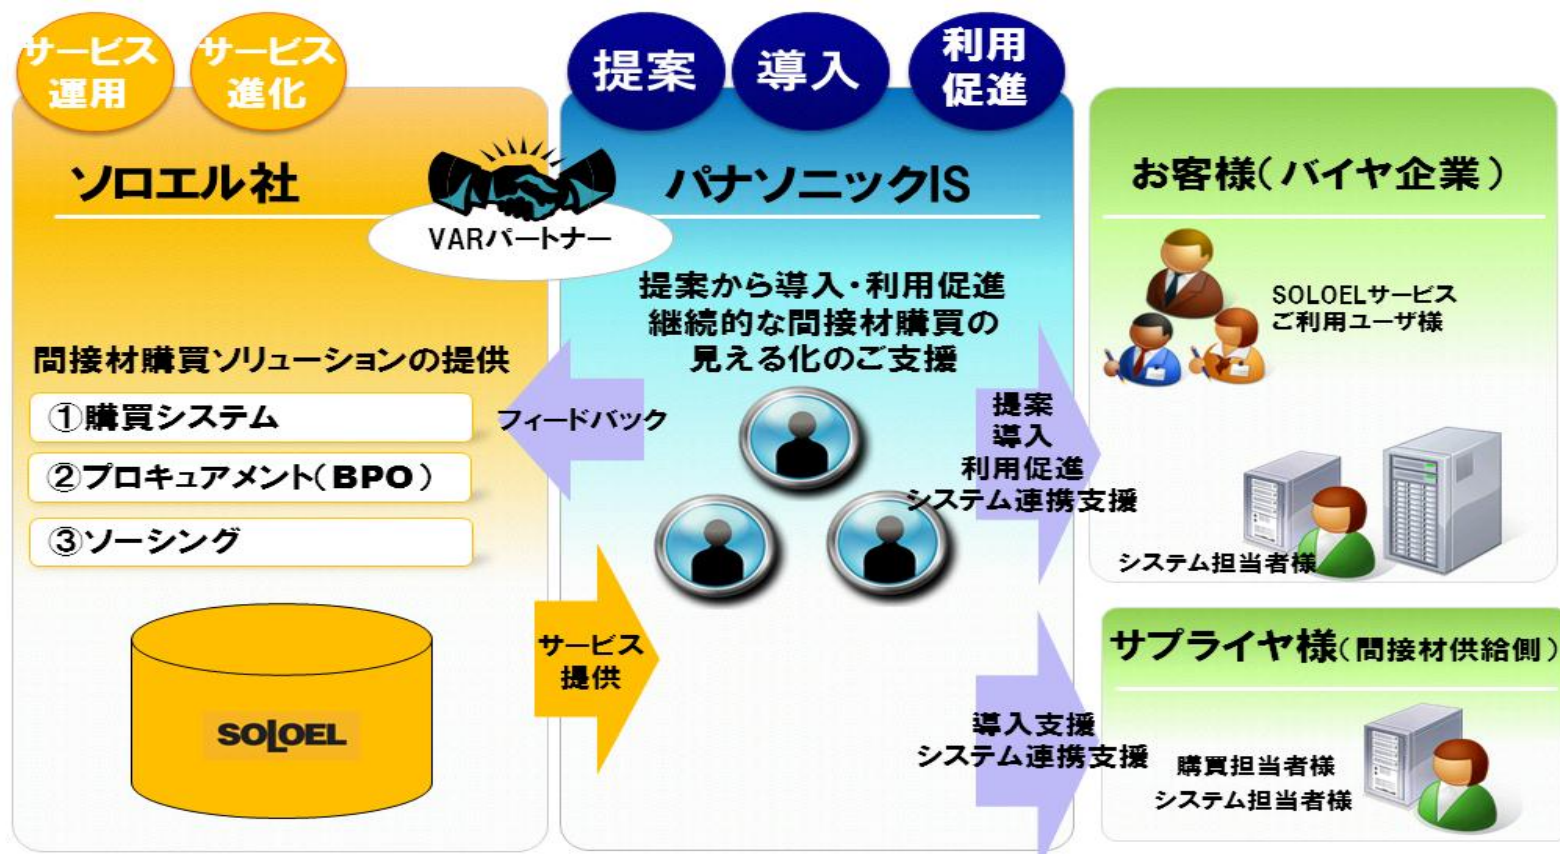 サービス
運用
サービス
進化
ソロエル社
VARパートナー
間接材購買ソリューションの提供
①購買システム
②プロキュアメント(BPO)
③ソーシング
SOLOEL
フィードバック
サービス
提供
提案
導入
利用
促進
パナソニックIS
提案から導入・利用促進
継続的な間接材購買の
見える化のご支援
提案
導入
利用促進
システム連携支援
導入支援
システム連携支援
お客様(バイヤ企業)
SOLOELサービス
ご利用ユーザ様
システム担当者様
サプライヤ様(間接材供給側)
購買担当者様
システム担当者様